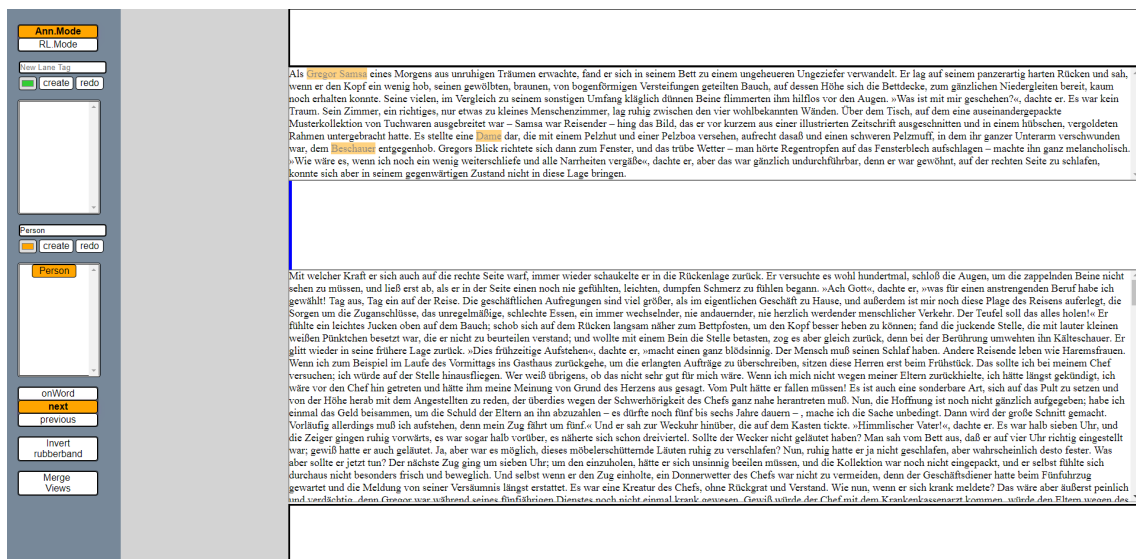 Ann.Mode
RL.Mode
New Lane Tag
create redo
Person
create redo
Person
onWord
next
previous
Invert
rubberband
Merge
Views
Als Gregor Samsa eines Morgens aus unruhigen Träumen erwachte, fand er sich in seinem Bett zu einem ungeheueren Ungeziefer verwandelt. Er lag auf seinem panzerartig harten Rücken und sah,
wenn er den Kopf ein wenig hob, seinen gewölbten, braunen, von bogenförmigen Versteifungen geteilten Bauch, auf dessen Höhe sich die Bettdecke, zum gänzlichen Niedergleiten bereit, kaum
noch erhalten konnte. Seine vielen, im Vergleich zu seinem sonstigen Umfang kläglich dünnen Beine flimmerten ihm hilflos vor den Augen. »Was ist mit mir geschehen?«, dachte er. Es war kein
Traum. Sein Zimmer, ein richtiges, nur etwas zu kleines Menschenzimmer, lag ruhig zwischen den vier wohlbekannten Wänden. Über dem Tisch, auf dem eine auseinandergepackte
Musterkollektion von Tuchwaren ausgebreitet war – Samsa war Reisender – hing das Bild, das er vor kurzem aus einer illustrierten Zeitschrift ausgeschnitten und in einem hübschen, vergoldeten
Rahmen untergebracht hatte. Es stellte eine Dame dar, die mit einem Pelzhut und einer Pelzboa versehen, aufrecht dasaß und einen schweren Pelzmuff, in dem ihr ganzer Unterarm verschwunden
war, dem Beschauer entgegenhob. Gregors Blick richtete sich dann zum Fenster, und das trübe Wetter – man hörte Regentropfen auf das Fensterblech aufschlagen – machte ihn ganz melancholisch.
»Wie wäre es, wenn ich noch ein wenig weiterschliefe und alle Narrheiten vergäße«, dachte er, aber das war gänzlich undurchführbar, denn er war gewöhnt, auf der rechten Seite zu schlafen,
konnte sich aber in seinem gegenwärtigen Zustand nicht in diese Lage bringen.
Mit welcher Kraft er sich auch auf die rechte Seite warf, immer wieder schaukelte er in die Rückenlage zurück. Er versuchte es wohl hundertmal, schloß die Augen, um die zappelnden Beine nicht
sehen zu müssen, und ließ erst ab, als er in der Seite einen noch nie gefühlten, leichten, dumpfen Schmerz zu fühlen begann. »Ach Gott«, dachte er, »was für einen anstrengenden Beruf habe ich
gewählt! Tag aus, Tag ein auf der Reise. Die geschäftlichen Aufregungen sind viel größer, als im eigentlichen Geschäft zu Hause, und außerdem ist mir noch diese Plage des Reisens auferlegt, die
Sorgen um die Zuganschlüsse, das unregelmäßige, schlechte Essen, ein immer wechselnder, nie andauernder, nie herzlich werdender menschlicher Verkehr. Der Teufel soll das alles holen!« Er
fühlte ein leichtes Jucken oben auf dem Bauch; schob sich auf dem Rücken langsam näher zum Bettpfosten, um den Kopf besser heben zu können; fand die juckende Stelle, die mit lauter kleinen
weißen Pünktchen besetzt war, die er nicht zu beurteilen verstand; und wollte mit einem Bein die Stelle betasten, zog es aber gleich zurück, denn bei der Berührung umwehten ihn Kälteschauer. Er
glitt wieder in seine frühere Lage zurück. »Dies frühzeitige Aufstehen«, dachte er, »macht einen ganz blödsinnig. Der Mensch muß seinen Schlaf haben. Andere Reisende leben wie Haremsfrauen.
Wenn ich zum Beispiel im Laufe des Vormittags ins Gasthaus zurückgehe, um die erlangten Aufträge zu überschreiben, sitzen diese Herren erst beim Frühstück. Das sollte ich bei meinem Chef
versuchen; ich würde auf der Stelle hinausfliegen. Wer weiß übrigens, ob das nicht sehr gut für mich wäre. Wenn ich mich nicht wegen meiner Eltern zurückhielte, ich hätte längst gekündigt, ich
wäre vor den Chef hin getreten und hätte ihm meine Meinung von Grund des Herzens aus gesagt. Vom Pult hätte er fallen müssen! Es ist auch eine sonderbare Art, sich auf das Pult zu setzen und
von der Höhe herab mit dem Angestellten zu reden, der überdies wegen der Schwerhörigkeit des Chefs ganz nahe herantreten muß. Nun, die Hoffnung ist noch nicht gänzlich aufgegeben; habe ich
einmal das Geld beisammen, um die Schuld der Eltern an ihn abzuzahlen – es dürfte noch fünf bis sechs Jahre dauern – , mache ich die Sache unbedingt. Dann wird der große Schnitt gemacht.
Vorläufig allerdings muß ich aufstehen, denn mein Zug fährt um fünf.« Und er sah zur Weckuhr hinüber, die auf dem Kasten tickte. »Himmlischer Vater!«, dachte er. Es war halb sieben Uhr, und
die Zeiger gingen ruhig vorwärts, es war sogar halb vorüber, es näherte sich schon dreiviertel. Sollte der Wecker nicht geläutet haben? Man sah vom Bett aus, daß er auf vier Uhr richtig eingestellt
war; gewiß hatte er auch geläutet. Ja, aber war es möglich, dieses möbelerschütternde Läuten ruhig zu verschlafen? Nun, ruhig hatte er ja nicht geschlafen, aber wahrscheinlich desto fester. Was
aber sollte er jetzt tun? Der nächste Zug ging um sieben Uhr; um den einzuholen, hätte er sich unsinnig beeilen müssen, und die Kollektion war noch nicht eingepackt, und er selbst fühlte sich
durchaus nicht besonders frisch und beweglich. Und selbst wenn er den Zug einholte, ein Donnerwetter des Chefs war nicht zu vermeiden, denn der Geschäftsdiener hatte beim Fünfuhrzug
gewartet und die Meldung von seiner Versäumnis längst erstattet. Es war eine Kreatur des Chefs, ohne Rückgrat und Verstand. Wie nun, wenn er sich krank meldete? Das wäre aber äußerst peinlich
und verdächtig, denn Gregor war während seines fünfjährigen Dienstes noch nicht einmal krank gewesen. Gewiß würde der Chef mit dem Krankenkassenarzt kommen, würde den Eltern wegen des